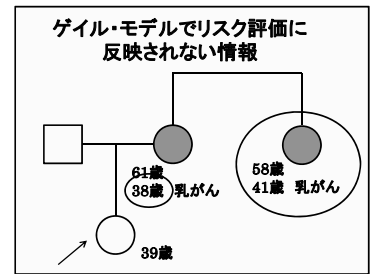 ゲイル・モデルでリスク評価に
反映されない情報
61歳
38歳 乳がん
58歳
41歳 乳がん
39歳